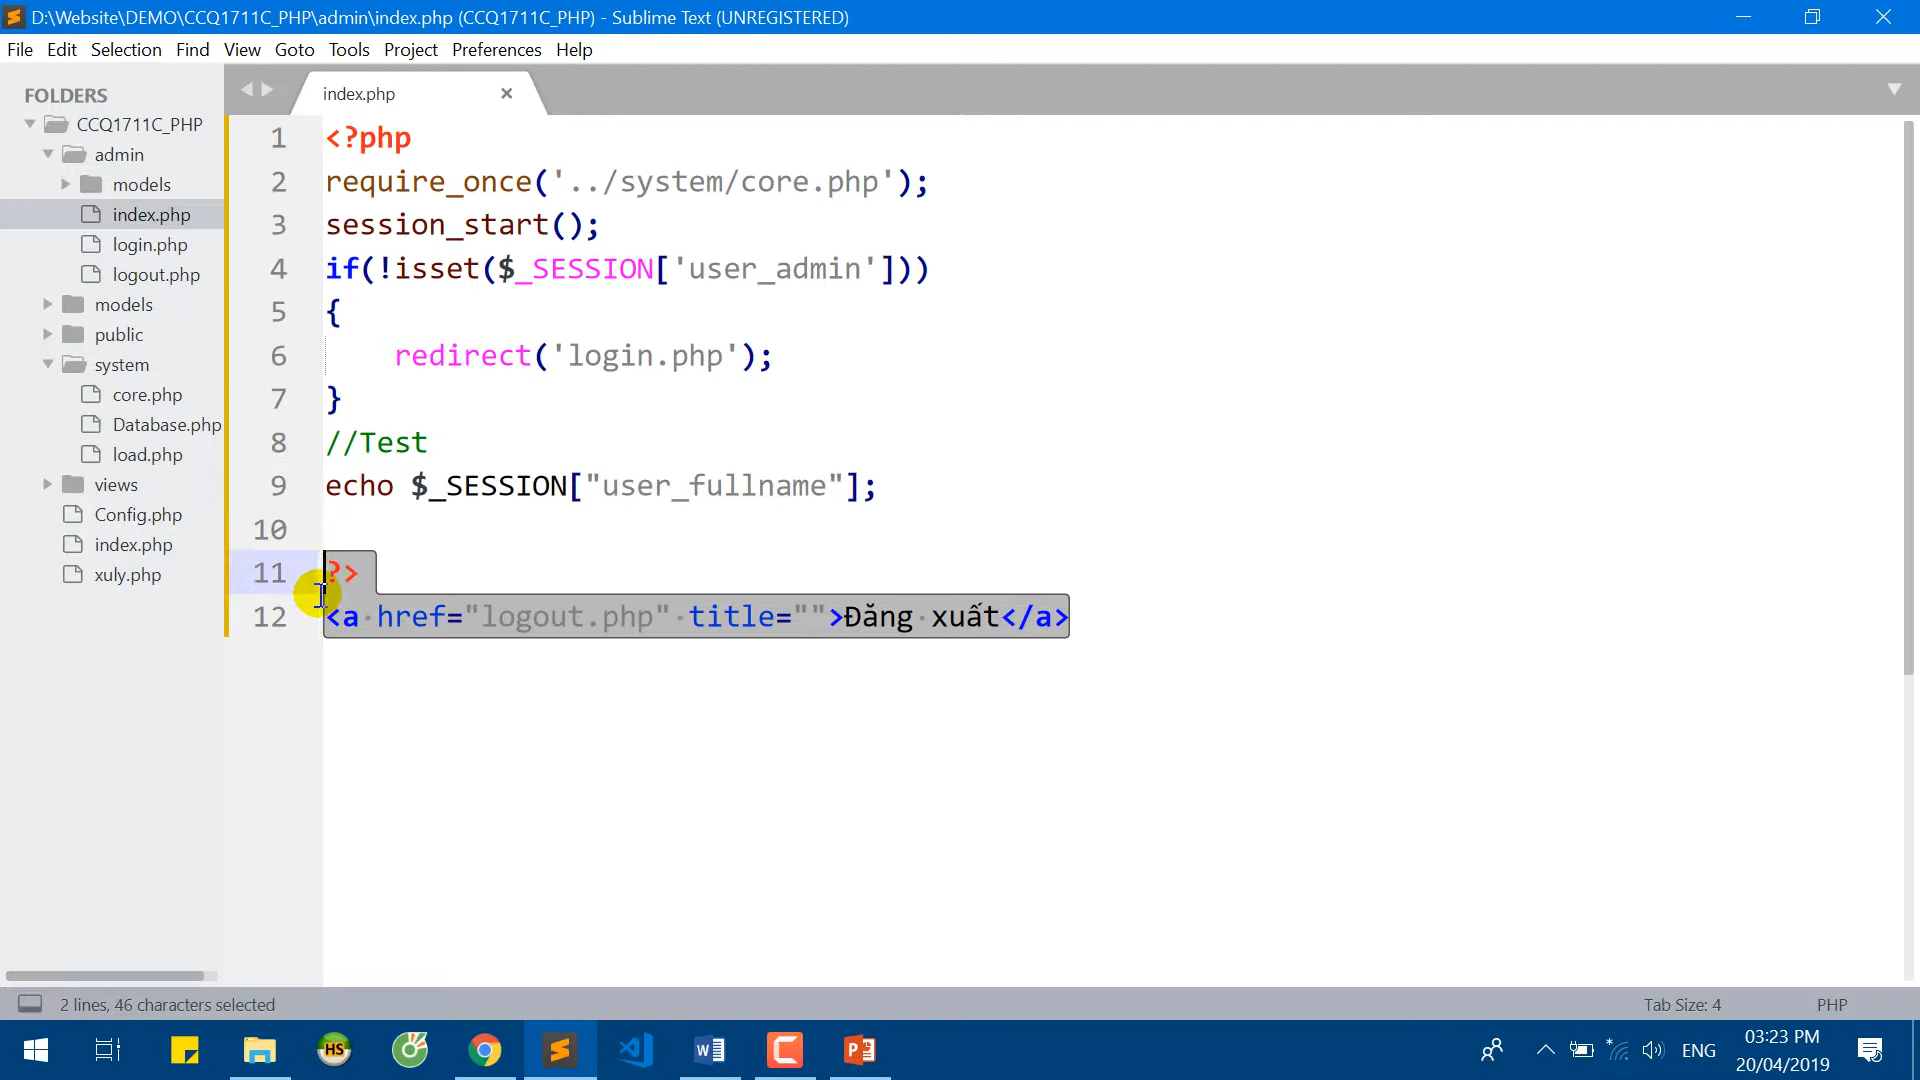 D:\Website\DEMO\CCQ1711C_PHP\admin\index.php (CCQ1711C_PHP) - Sublime Text (UNREGISTERED)
File Edit Selection Find View Goto Tools Project Preferences Help
FOLDERS
CCQ1711C_PHP
admin
models
index.php
login.php
logout.php
models
public
system
core.php
Database.php
load.php
views
Config.php
index.php
xuly.php
index.php
1 <?php
2 require_once('../system/core.php');
3 session_start();
4 if(!isset($_SESSION['user_admin']))
5 {
6 redirect('login.php');
7 }
8 //Test
9 echo $_SESSION["user_fullname"];
10
11 ?>
12 <a href="logout.php" title="">Đăng xuất</a>
2 lines, 46 characters selected
Tab Size: 4
PHP
HS
ENG
03:23 PM
20/04/2019